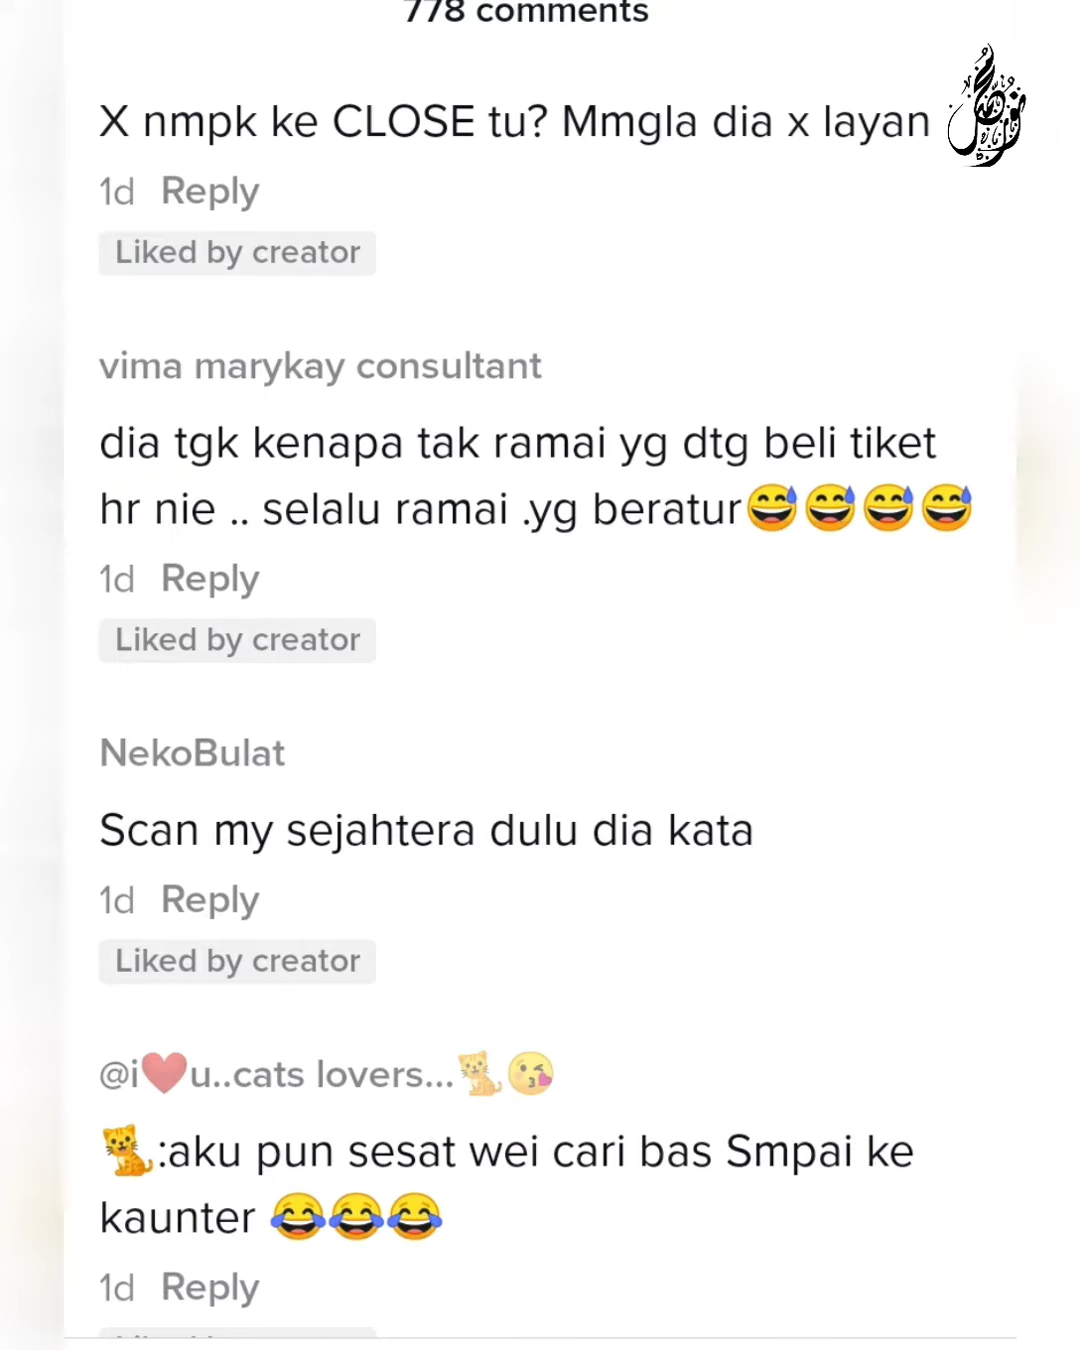 778 comments
X nmpk ke CLOSE tu? Mmgla dia x layan
1d Reply
Liked by creator
vima marykay consultant
dia tgk kenapa tak ramai yg dtg beli tiket
hr nie .. selalu ramai .yg beratur😅😅😅😅
1d Reply
Liked by creator
NekoBulat
Scan my sejahtera dulu dia kata
1d Reply
Liked by creator
@i❤️u..cats lovers...🐈😘
🐈:aku pun sesat wei cari bas Smpai ke
kaunter 😂😂😂
1d Reply